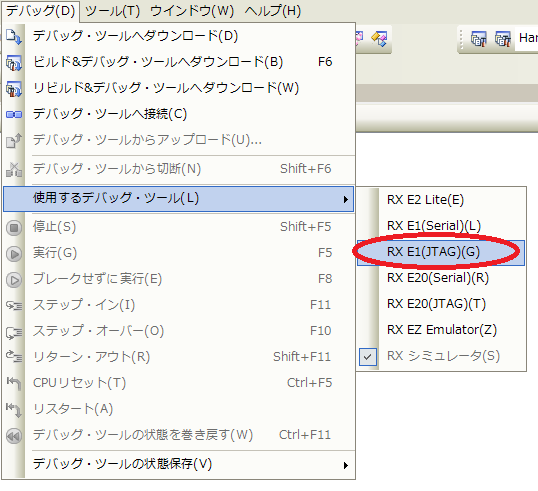 デバッグ(D) ツール(T) ウインドウ(W) ヘルプ(H)
Har
デバッグ・ツールへダウンロード(D)
ビルド&デバッグ・ツールへダウンロード(B) F6
リビルド&デバッグ・ツールへダウンロード(W)
デバッグ・ツールへ接続(C)
デバッグ・ツールからアップロード(U)...
デバッグ・ツールから切断(N) Shift+F6
使用するデバッグ・ツール(L)
停止(S) Shift+F5
実行(G) F5
ブレークせずに実行(E) F8
ステップ・イン(I) F11
ステップ・オーバー(O) F10
リターン・アウト(R) Shift+F11
CPUリセット(T) Ctrl+F5
リスタート(A)
デバッグ・ツールの状態を巻き戻す(W) Ctrl+F11
デバッグ・ツールの状態保存(V)
RX E2 Lite(E)
RX E1(Serial)(L)
RX E1(JTAG)(G)
RX E20(Serial)(R)
RX E20(JTAG)(T)
RX EZ Emulator(Z)
RX シミュレータ(S)